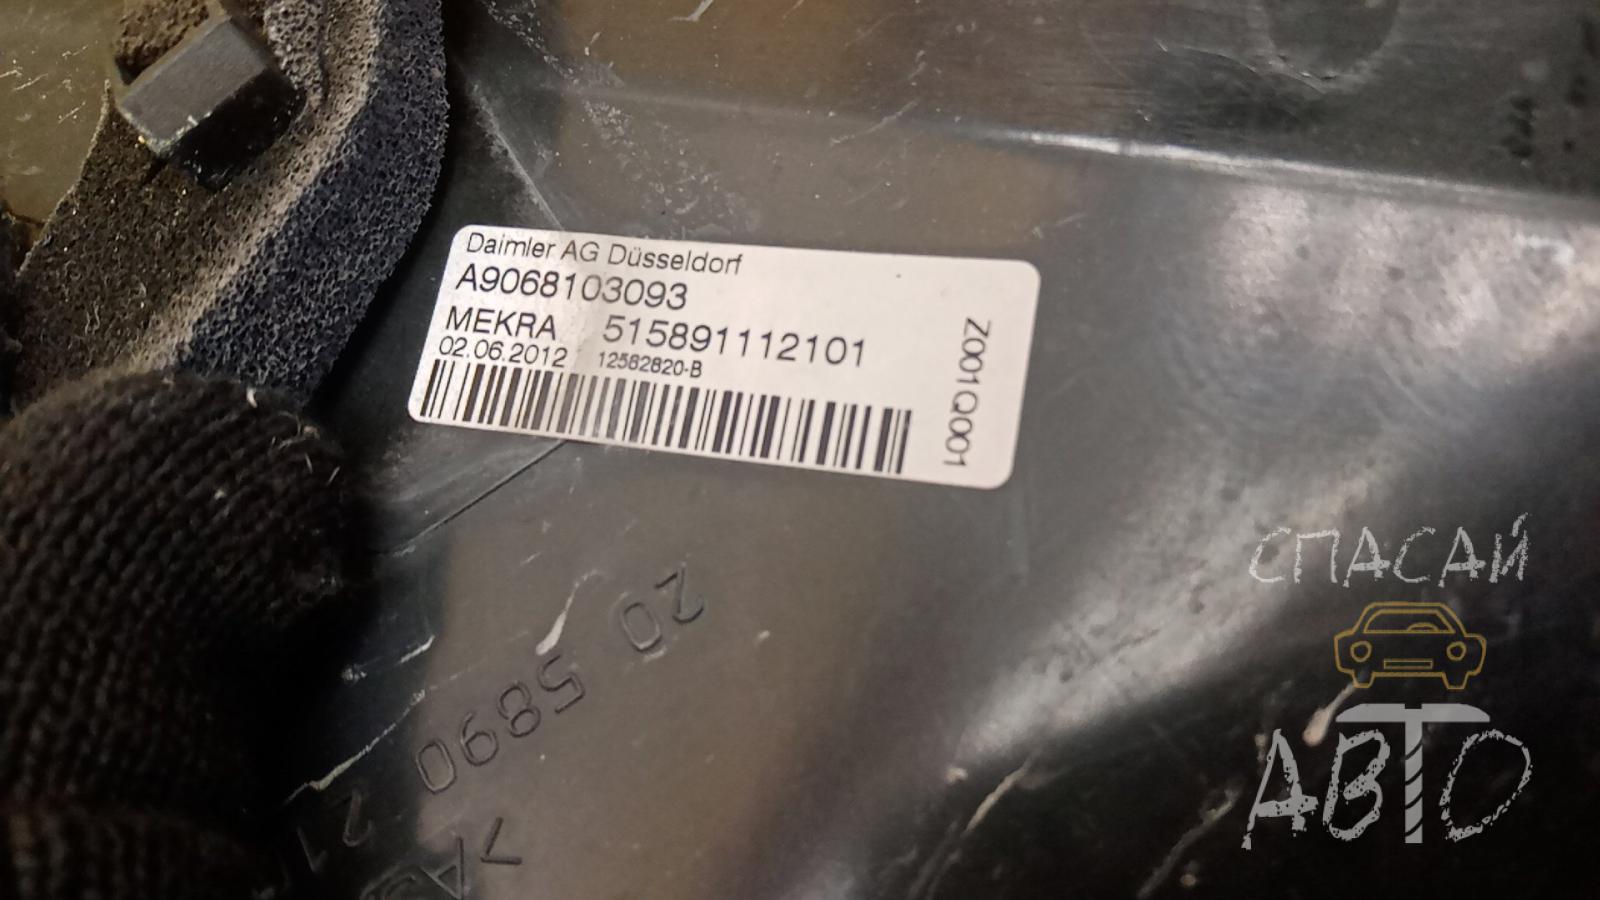 Daimler AG Düsseldorf
A9068103093
MEKRA 515891112101
02.06.2012 12582820-B
Z001Q001
20 5890
СПАСАЙ
АВТО